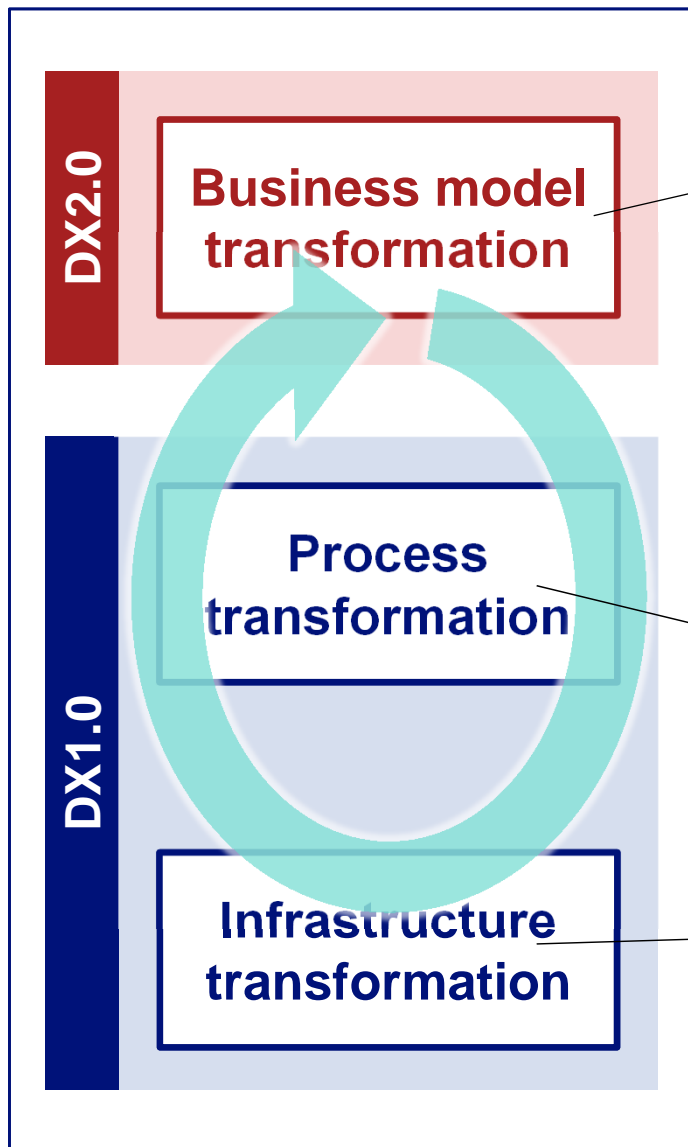 DX2.0
Business model
transformation
DX1.0
Process
transformation
Infrastructure
transformation